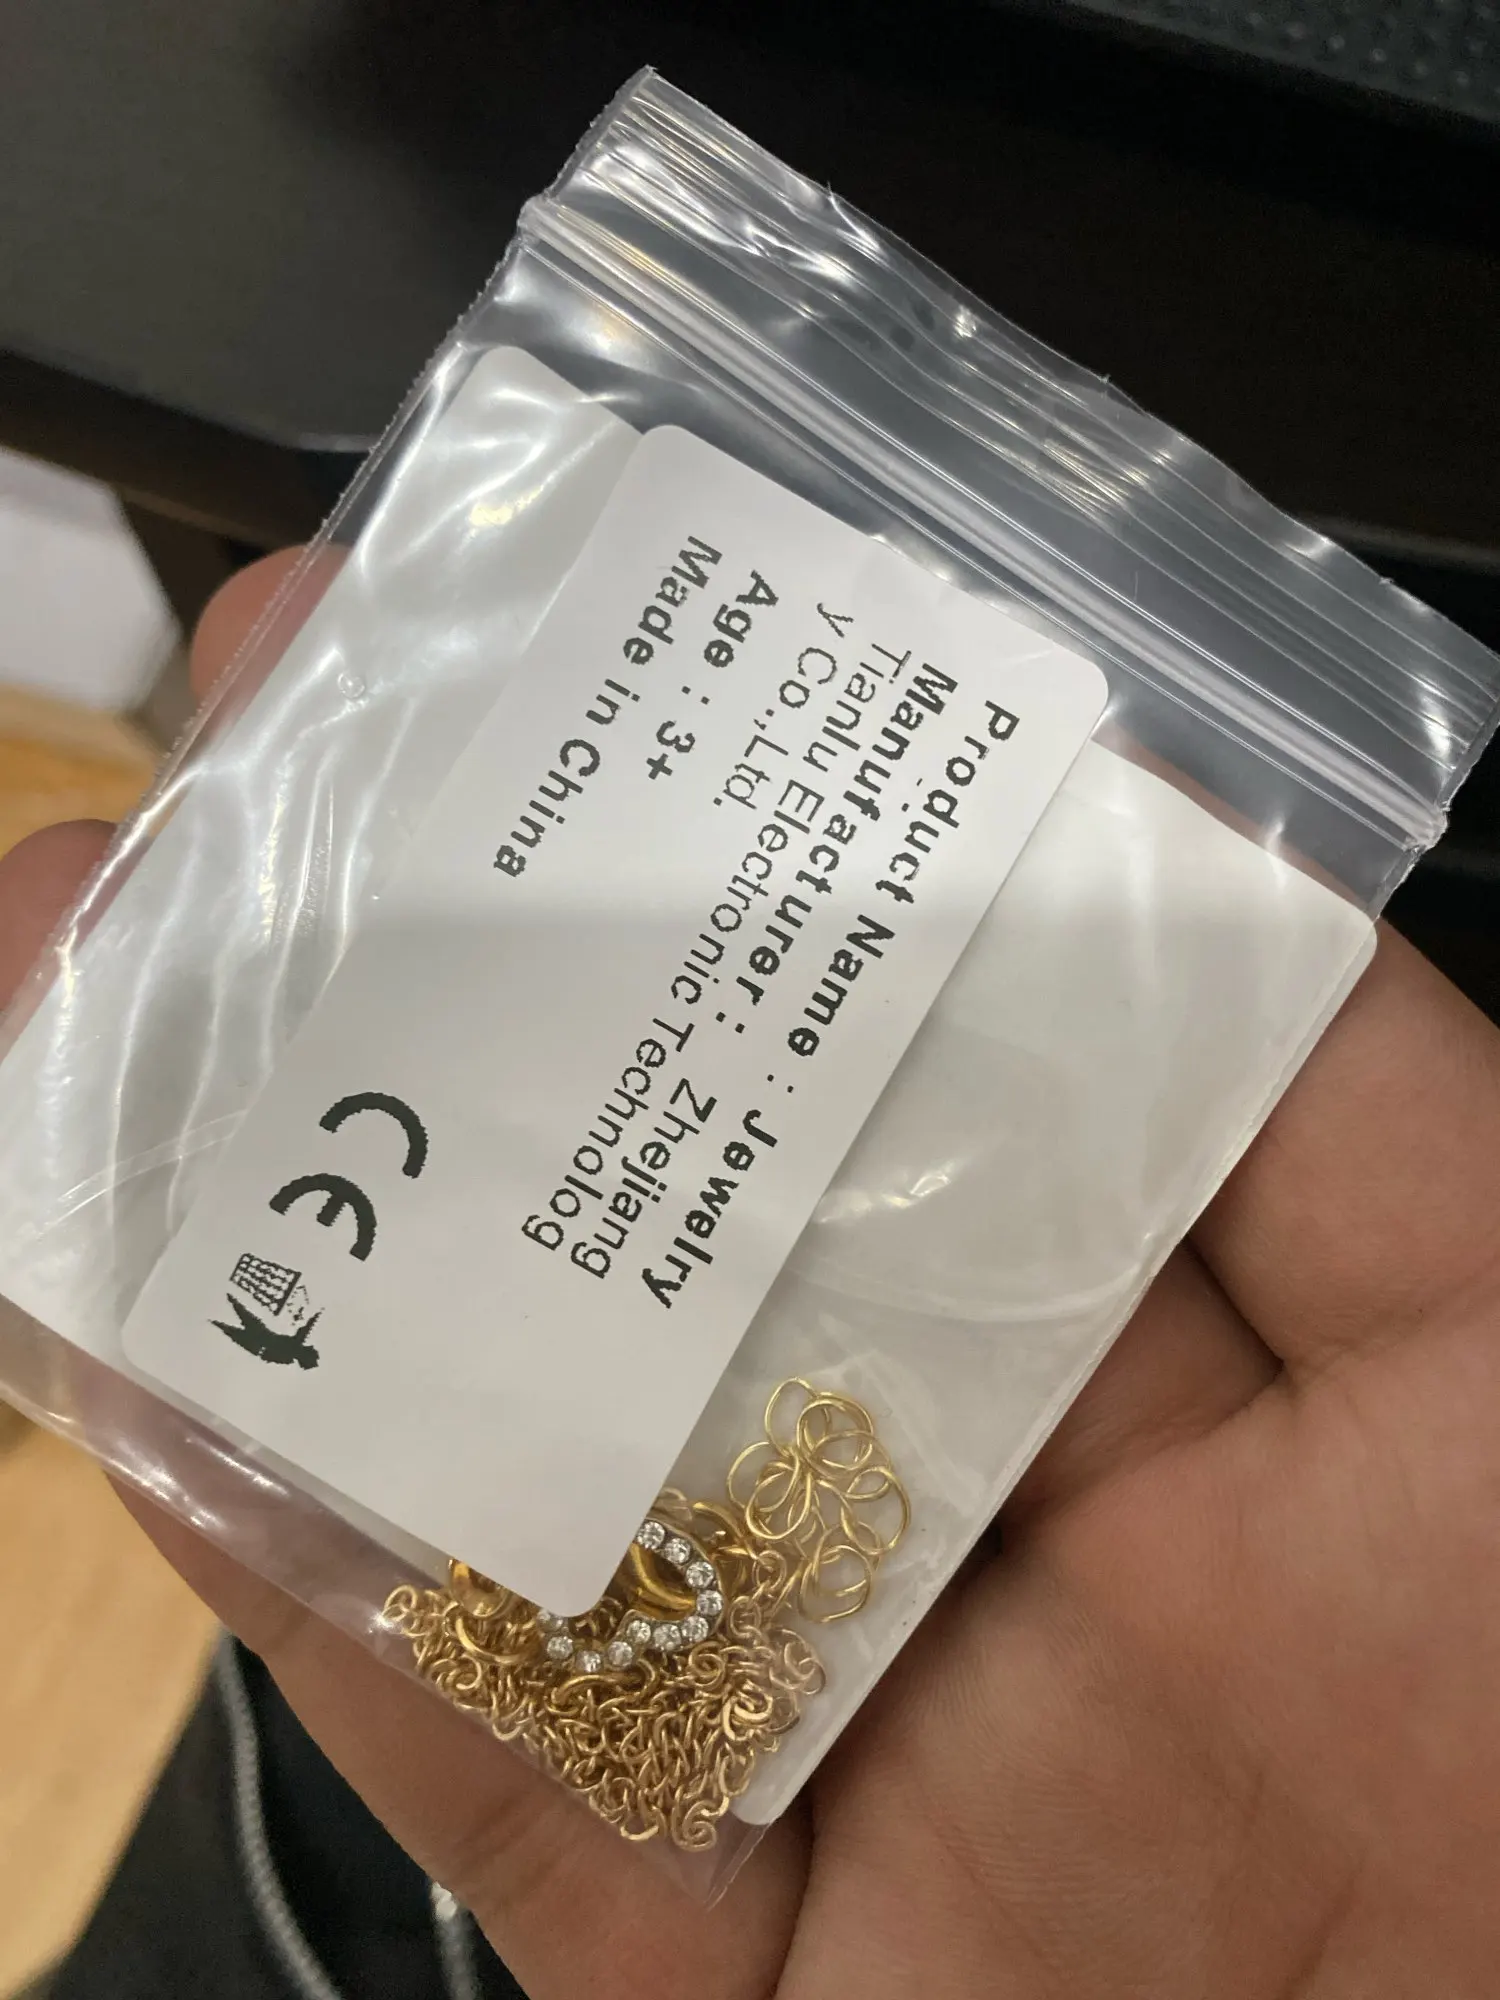 Product Name : Jewelry
Manufacturer : Zhejiang
Tianlu Electronic Technolog
y Co.,Ltd.
Age : 3+
Made in China
CE